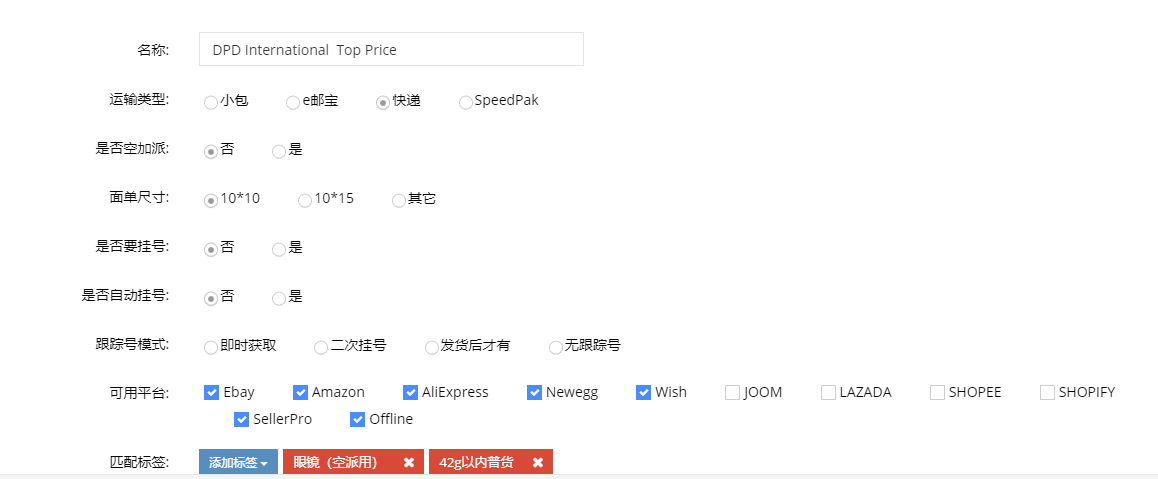 名称: DPD International  Top Price
运输类型: 小包 e邮宝 快递 SpeedPak
是否空加派: 否 是
面单尺寸: 10*10 10*15 其它
是否要挂号: 否 是
是否自动挂号: 否 是
跟踪号模式: 即时获取 二次挂号 发货后才有 无跟踪号
可用平台: Ebay Amazon AliExpress Newegg Wish JOOM LAZADA SHOPEE SHOPIFY
SellerPro Offline
匹配标签: 添加标签 眼镜（空派用） 42g以内普货